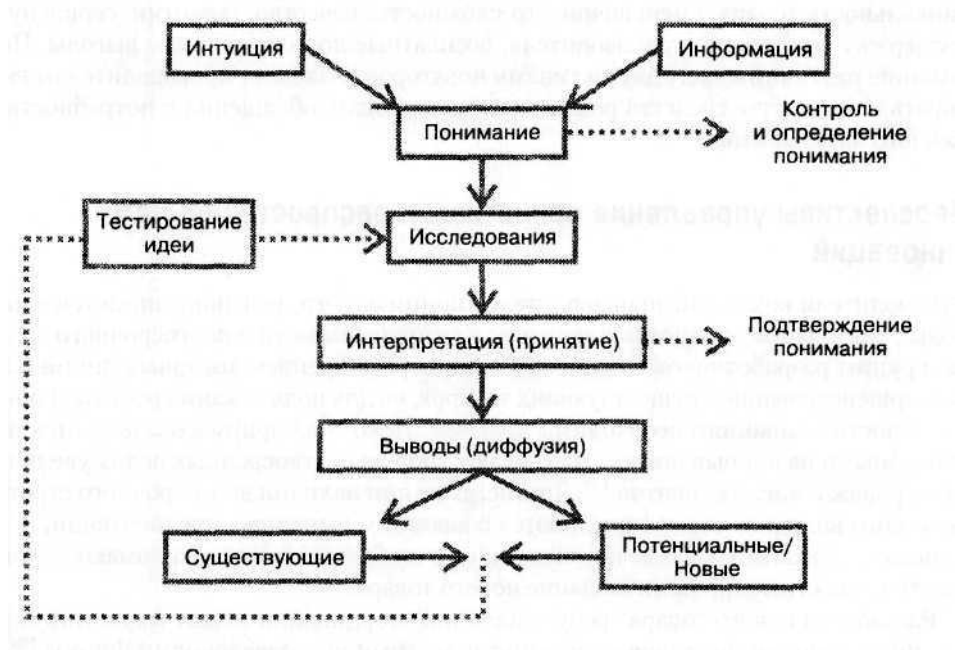 Интуиция
Информация
Понимание
Контроль
и определение
понимания
Тестирование
идеи
Исследования
Интерпретация (принятие)
Подтверждение
понимания
Выводы (диффузия)
Существующие
Потенциальные/
Новые